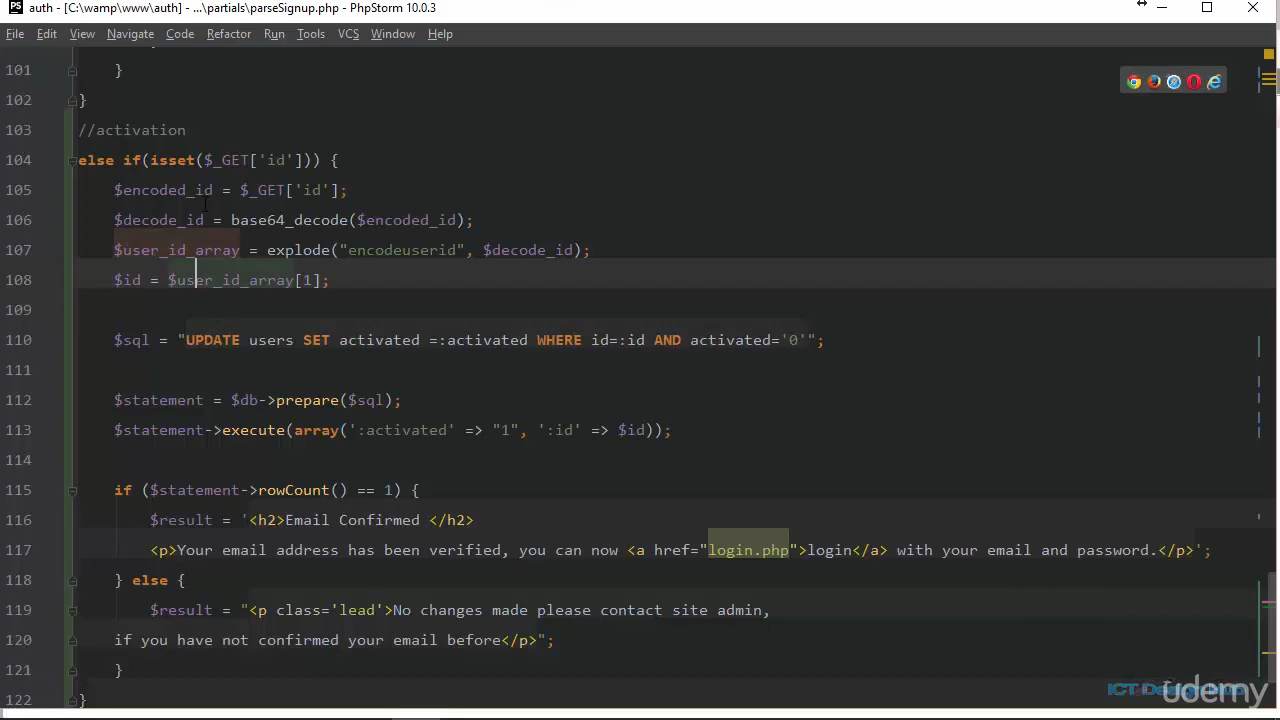 auth - [C:\wamp\www\auth] - ...\partials\parseSignup.php - PhpStorm 10.0.3
File Edit View Navigate Code Refactor Run Tools VCS Window Help
101 }
102 }
103 //activation
104 else if(isset($_GET['id'])) {
105 $encoded_id = $_GET['id'];
106 $decode_id = base64_decode($encoded_id);
107 $user_id_array = explode("encodeuserid", $decode_id);
108 $id = $user_id_array[1];
109
110 $sql = "UPDATE users SET activated =:activated WHERE id=:id AND activated='0'";
111
112 $statement = $db->prepare($sql);
113 $statement->execute(array(':activated' => "1", ':id' => $id));
114
115 if ($statement->rowCount() == 1) {
116 $result = '<h2>Email Confirmed </h2>
117 <p>Your email address has been verified, you can now <a href="login.php">login</a> with your email and password.</p>';
118 } else {
119 $result = "<p class='lead'>No changes made please contact site admin,
120 if you have not confirmed your email before</p>";
121 }
122 }
ICT Design Hub
udemy